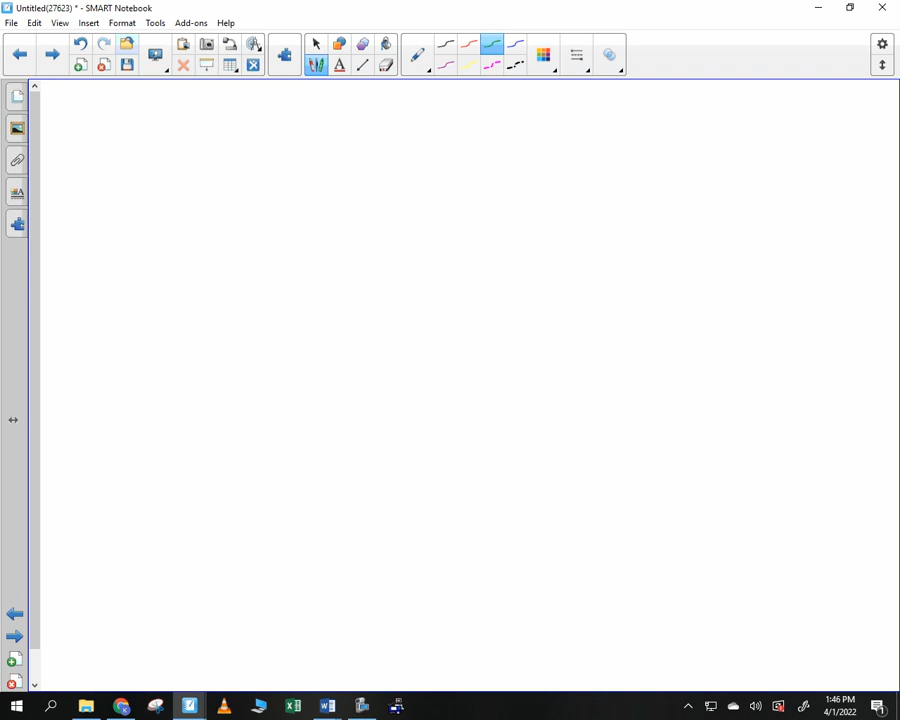 Untitled(27623) * - SMART Notebook
File Edit View Insert Format Tools Add-ons Help
1:46 PM
4/1/2022